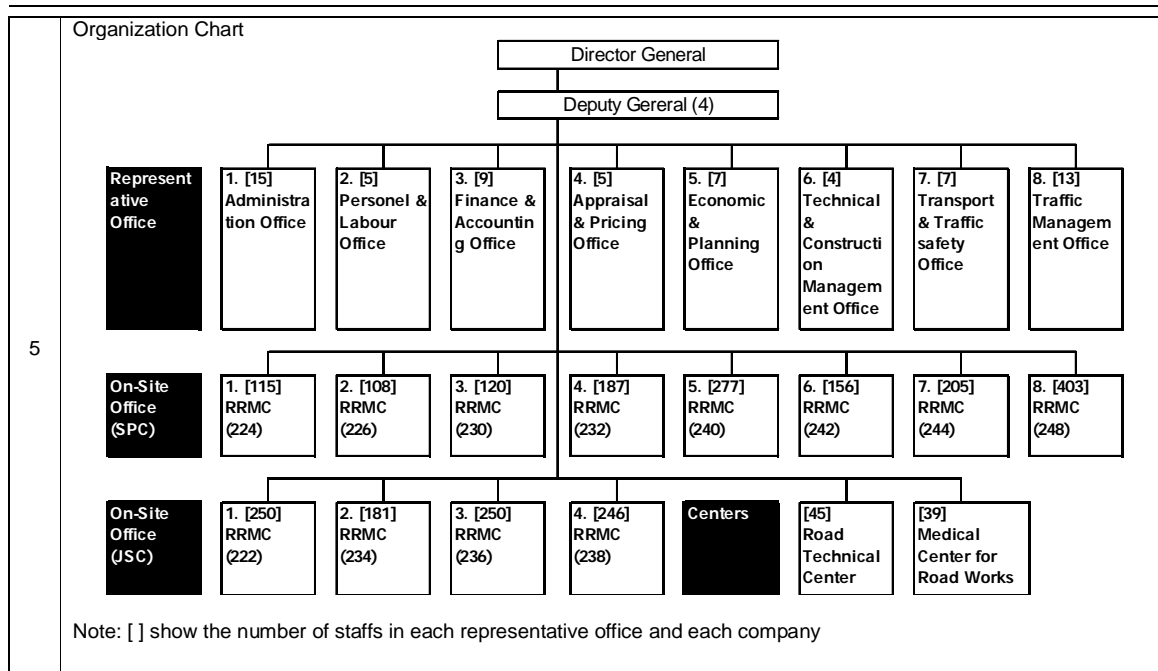 Organization Chart
Director General
Deputy Gereral (4)
Represent
ative
Office
1. [15]
Administra
tion Office
2. [5]
Personel &
Labour
Office
3. [9]
Finance &
Accountin
g Office
4. [5]
Appraisal
& Pricing
Office
5. [7]
Economic
&
Planning
Office
6. [4]
Technical
&
Constructi
on
Managem
ent Office
7. [7]
Transport
& Traffic
safety
Office
8. [13]
Traffic
Managem
ent Office
5
On-Site
Office
(SPC)
1. [115]
RRMC
(224)
2. [108]
RRMC
(226)
3. [120]
RRMC
(230)
4. [187]
RRMC
(232)
5. [277]
RRMC
(240)
6. [156]
RRMC
(242)
7. [205]
RRMC
(244)
8. [403]
RRMC
(248)
On-Site
Office
(JSC)
1. [250]
RRMC
(222)
2. [181]
RRMC
(234)
3. [250]
RRMC
(236)
4. [246]
RRMC
(238)
Centers
[45]
Road
Technical
Center
[39]
Medical
Center for
Road Works
Note: [ ] show the number of staffs in each representative office and each company